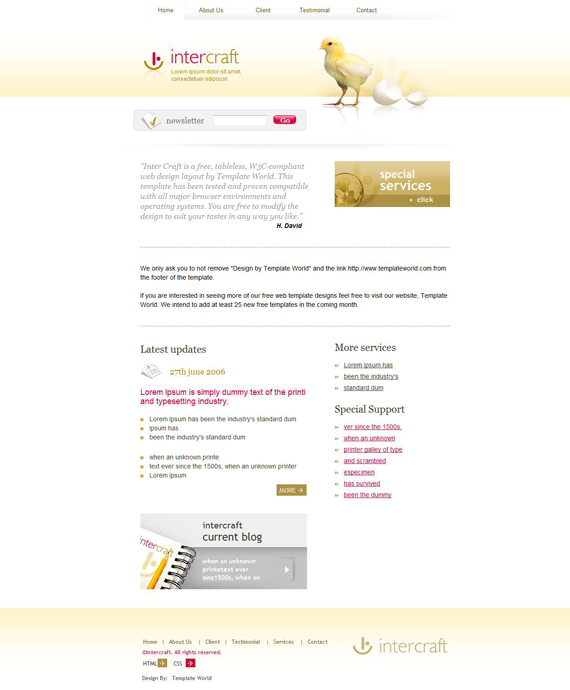 Home
About Us
Client
Testimonial
Contact
intercraft
Lorem ipsum dolor sit amet,
consectetuer adipiscin
newsletter
Go
"Inter Craft is a free, tableless, W3C-compliant
web design layout by Template World. This
template has been tested and proven compatible
with all major browser environments and
operating systems. You are free to modify the
design to suit your tastes in any way you like."
H. David
special
services
click
We only ask you to not remove "Design by Template World" and the link http://www.templateworld.com from
the footer of the template.
If you are interested in seeing more of our free web template designs feel free to visit our website, Template
World. We intend to add at least 25 new free templates in the coming month.
Latest updates
27th june 2006
Lorem Ipsum is simply dummy text of the printi
and typesetting industry.
Lorem Ipsum has been the industry's standard dum
ipsum has
been the industry's standard dum
when an unknown printe
text ever since the 1500s, when an unknown printer
Lorem Ipsum
MORE
More services
Lorem Ipsum has
been the industry's
standard dum
Special Support
ver since the 1500s,
when an unknown
printer galley of type
and scrambled
especimen
has survived
been the dummy
intercraft
intercraft
current blog
when an unknown
printetext ever
sinc1500s, when an
Home | About Us | Client | Testimonial | Services | Contact
©Intercraft. All rights reserved.
HTML CSS
Design By: Template World
intercraft